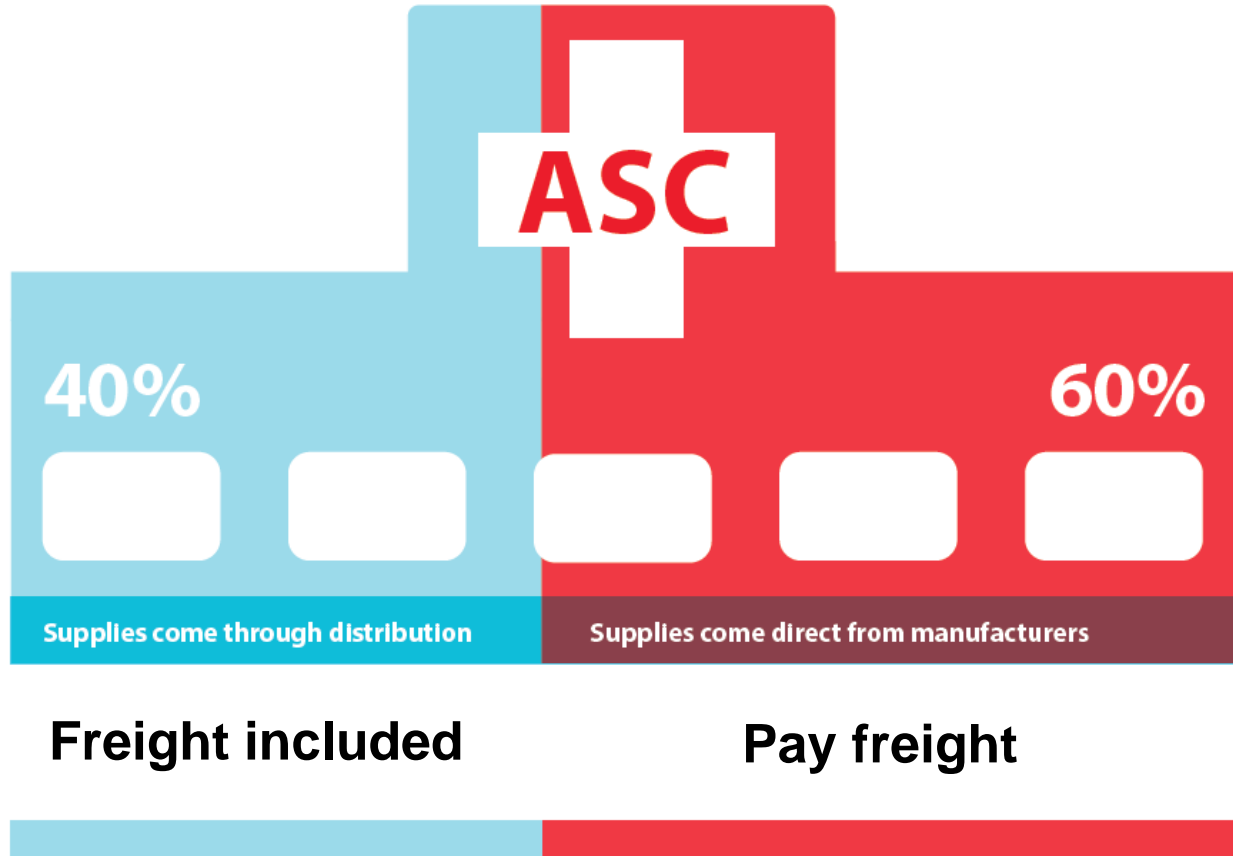 ASC
40%
60%
Supplies come through distribution
Supplies come direct from manufacturers
Freight included
Pay freight